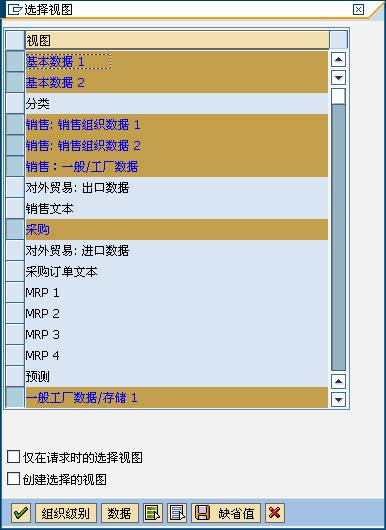 选择视图
视图
基本数据 1
基本数据 2
分类
销售: 销售组织数据 1
销售: 销售组织数据 2
销售：一般/工厂数据
对外贸易: 出口数据
销售文本
采购
对外贸易: 进口数据
采购订单文本
MRP 1
MRP 2
MRP 3
MRP 4
预测
一般工厂数据/存储 1
仅在请求时的选择视图
创建选择的视图
组织级别 数据 缺省值